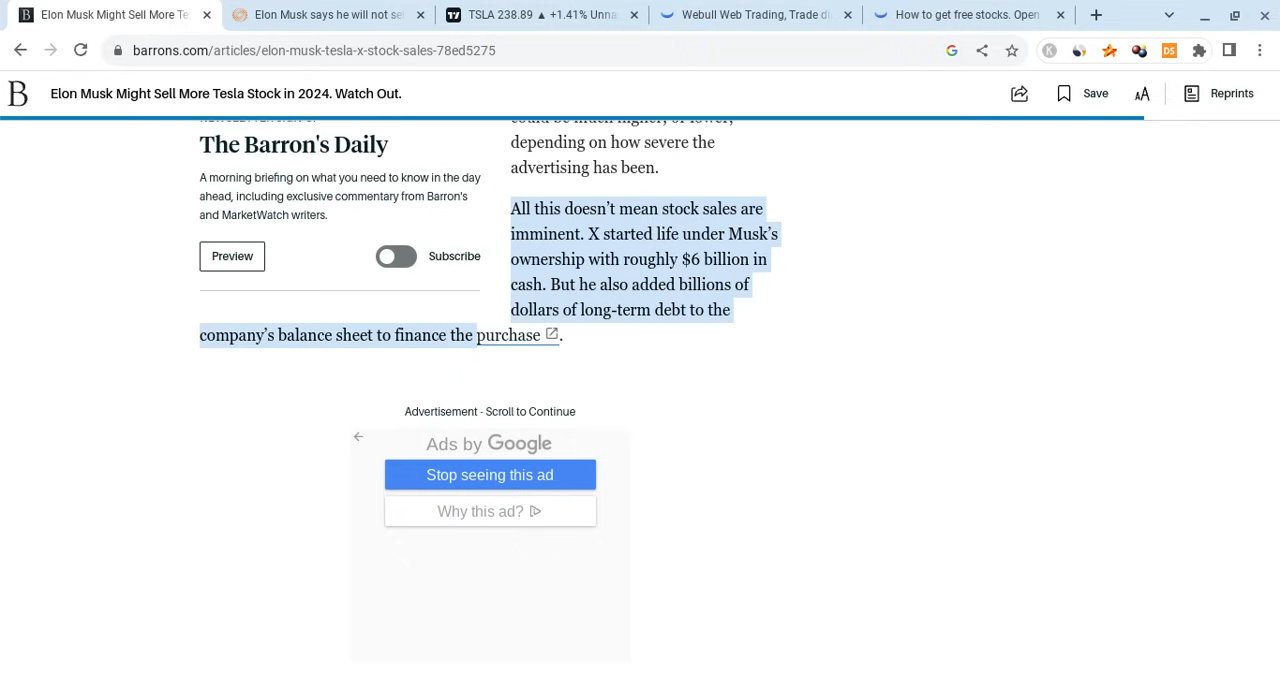 Elon Musk Might Sell More Te
Elon Musk says he will not se
TSLA 238.89 ▲ +1.41% Unna
Webull Web Trading, Trade di
How to get free stocks. Open
barrons.com/articles/elon-musk-tesla-x-stock-sales-78ed5275
B
Elon Musk Might Sell More Tesla Stock in 2024. Watch Out.
Save
AA
Reprints
The Barron's Daily
A morning briefing on what you need to know in the day
ahead, including exclusive commentary from Barron's
and MarketWatch writers.
Preview
Subscribe
could be much higher, or lower,
depending on how severe the
advertising has been.
All this doesn’t mean stock sales are
imminent. X started life under Musk’s
ownership with roughly $6 billion in
cash. But he also added billions of
dollars of long-term debt to the
company’s balance sheet to finance the purchase.
Advertisement - Scroll to Continue
Ads by Google
Stop seeing this ad
Why this ad?